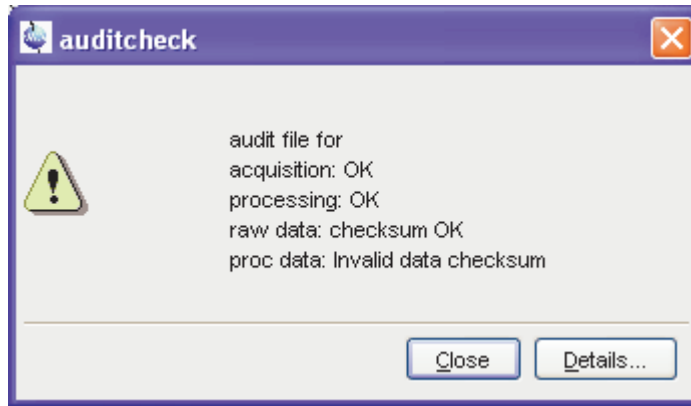 auditcheck
audit file for
acquisition: OK
processing: OK
raw data: checksum OK
proc data: Invalid data checksum
Close
Details...